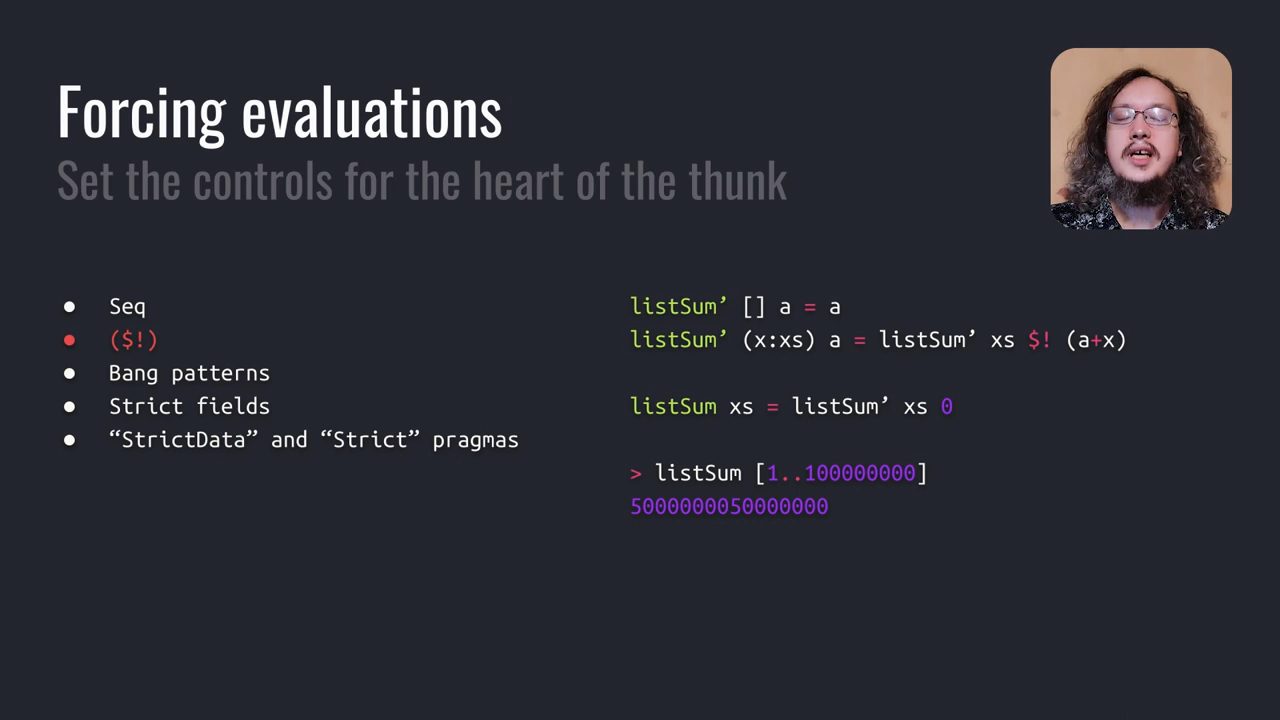 Forcing evaluations
Set the controls for the heart of the thunk
● Seq
● ($!)
● Bang patterns
● Strict fields
● “StrictData” and “Strict” pragmas
listSum’ [] a = a
listSum’ (x:xs) a = listSum’ xs $! (a+x)
listSum xs = listSum’ xs 0
> listSum [1..100000000]
5000000050000000